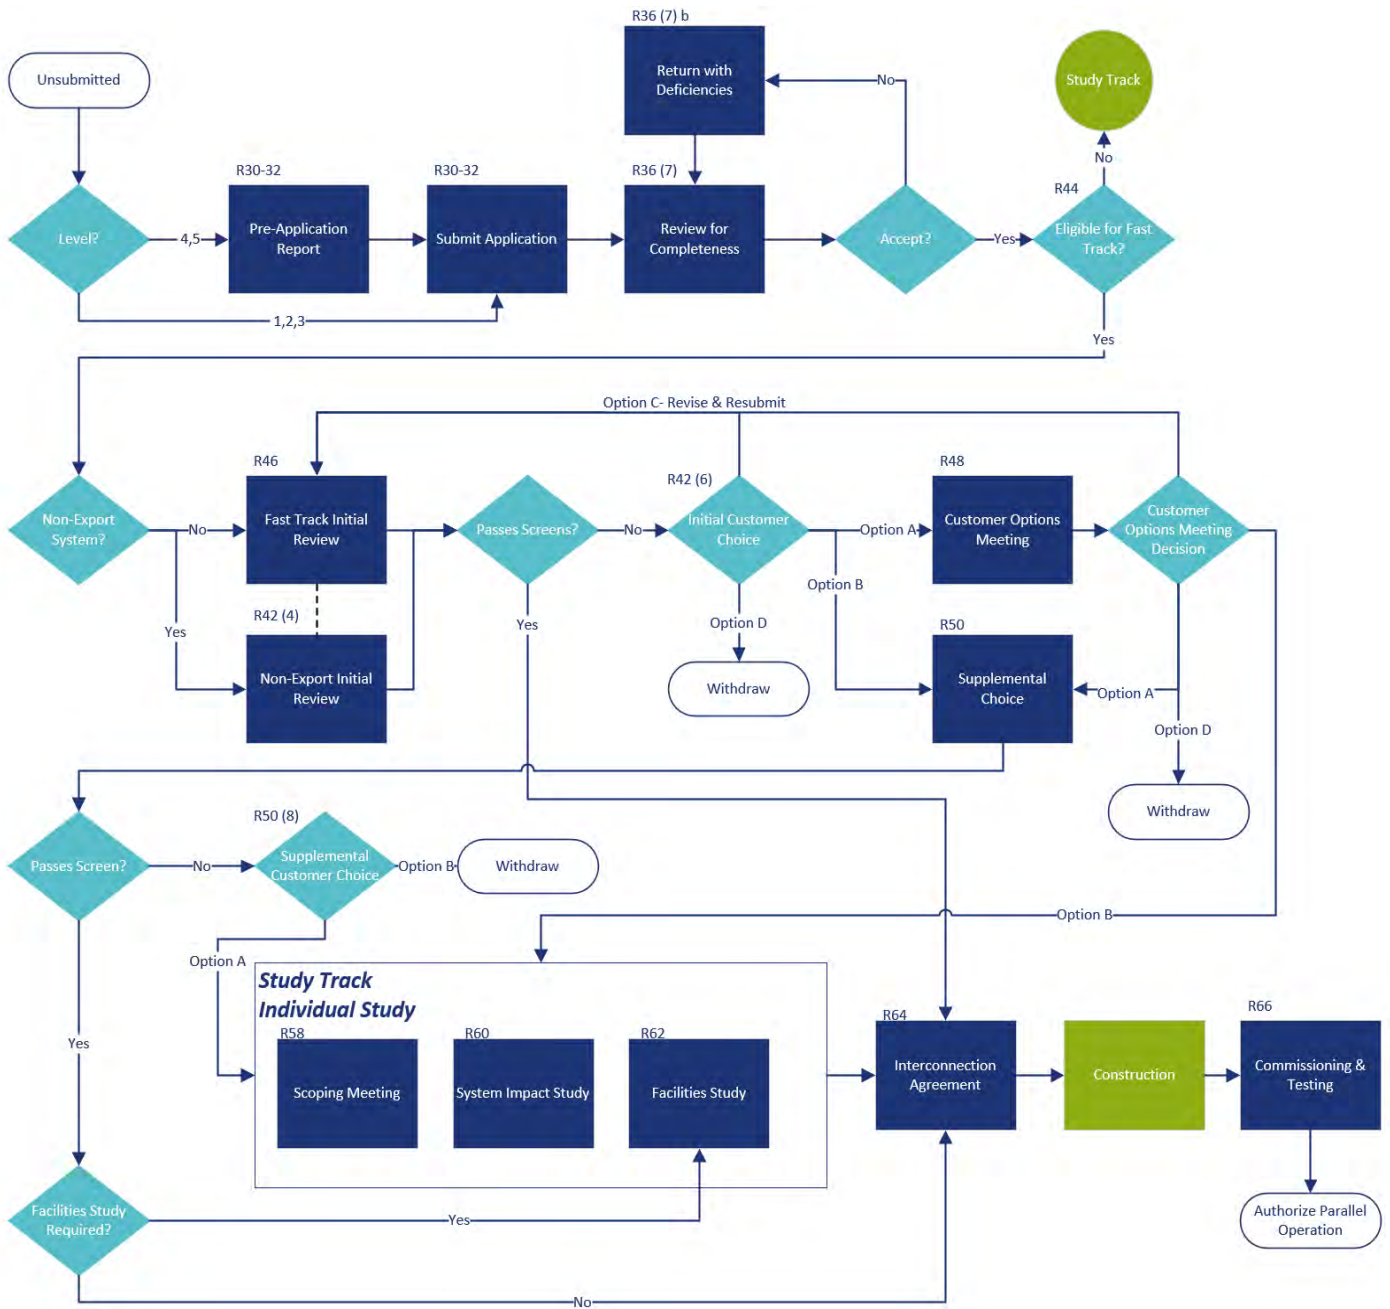 R36 (7) b
Unsubmitted
Return with
Deficiencies
No
Study Track
No
R30-32
R30-32
R36 (7)
R44
Level?
4,5
Pre-Application
Report
Submit Application
Review for
Completeness
Accept?
Yes
Eligible for Fast
Track?
1,2,3
Yes
Option C- Revise & Resubmit
R46
R42 (6)
R48
Non-Export
System?
No
Fast Track Initial
Review
Passes Screens?
No
Initial Customer
Choice
Option A
Customer Options
Meeting
Customer
Options Meeting
Decision
Option B
R42 (4)
Yes
Yes
Option D
R50
Non-Export Initial
Review
Withdraw
Supplemental
Choice
Option A
Option D
Withdraw
R50 (8)
Passes Screen?
No
Supplemental
Customer Choice
Option B
Withdraw
Option B
Option A
Study Track
Individual Study
R58
R60
R62
R64
R66
Yes
Scoping Meeting
System Impact Study
Facilities Study
Interconnection
Agreement
Construction
Commissioning &
Testing
Facilities Study
Required?
Yes
Authorize Parallel
Operation
No